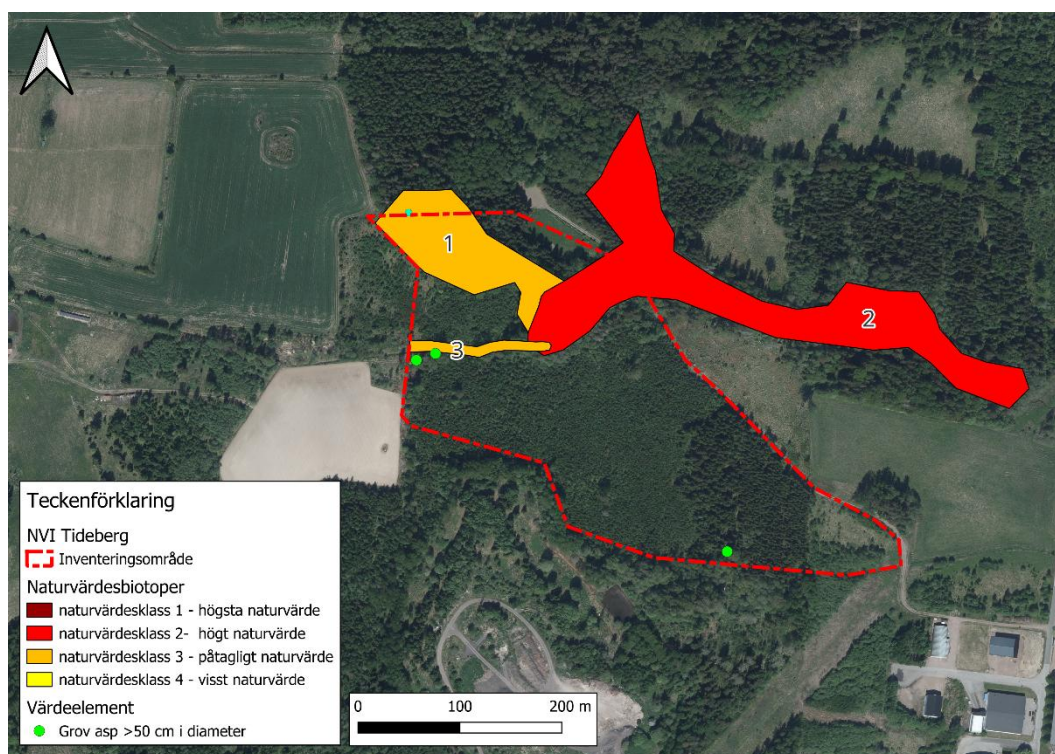 1
2
3
Teckenförklaring
NVI Tideberg
Inventeringsområde
Naturvärdesbiotoper
naturvärdesklass 1 - högsta naturvärde
naturvärdesklass 2- högt naturvärde
naturvärdesklass 3 - påtagligt naturvärde
naturvärdesklass 4 - visst naturvärde
Värdeelement
Grov asp >50 cm i diameter
0 100 200 m